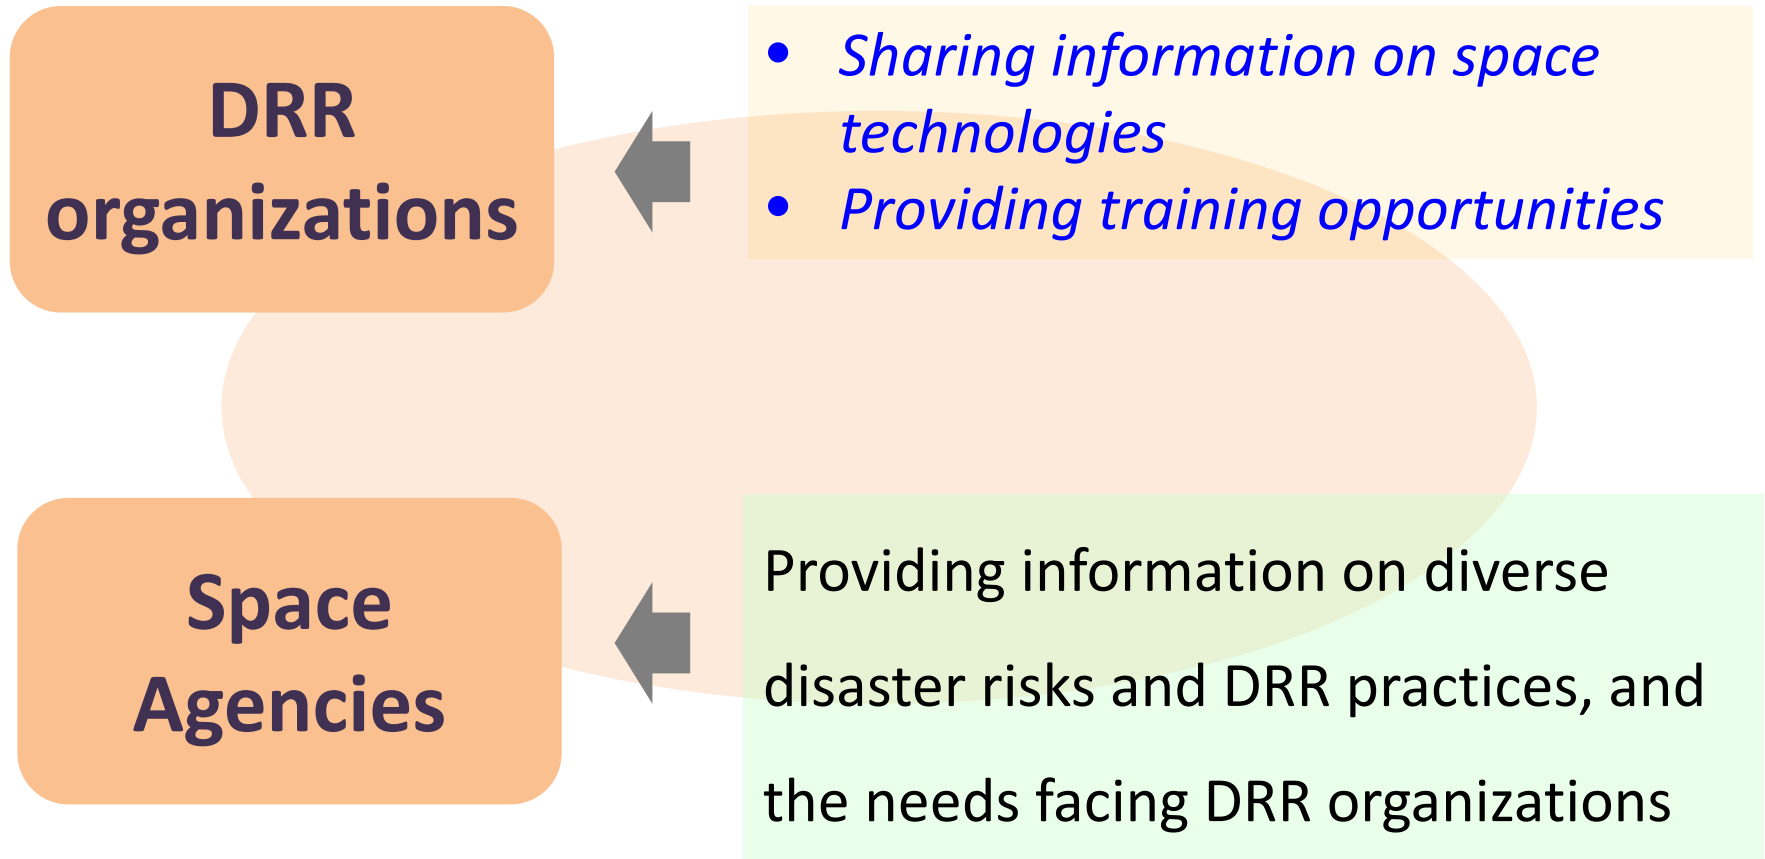 DRR
organizations
• Sharing information on space
technologies
• Providing training opportunities
Space
Agencies
Providing information on diverse
disaster risks and DRR practices, and
the needs facing DRR organizations